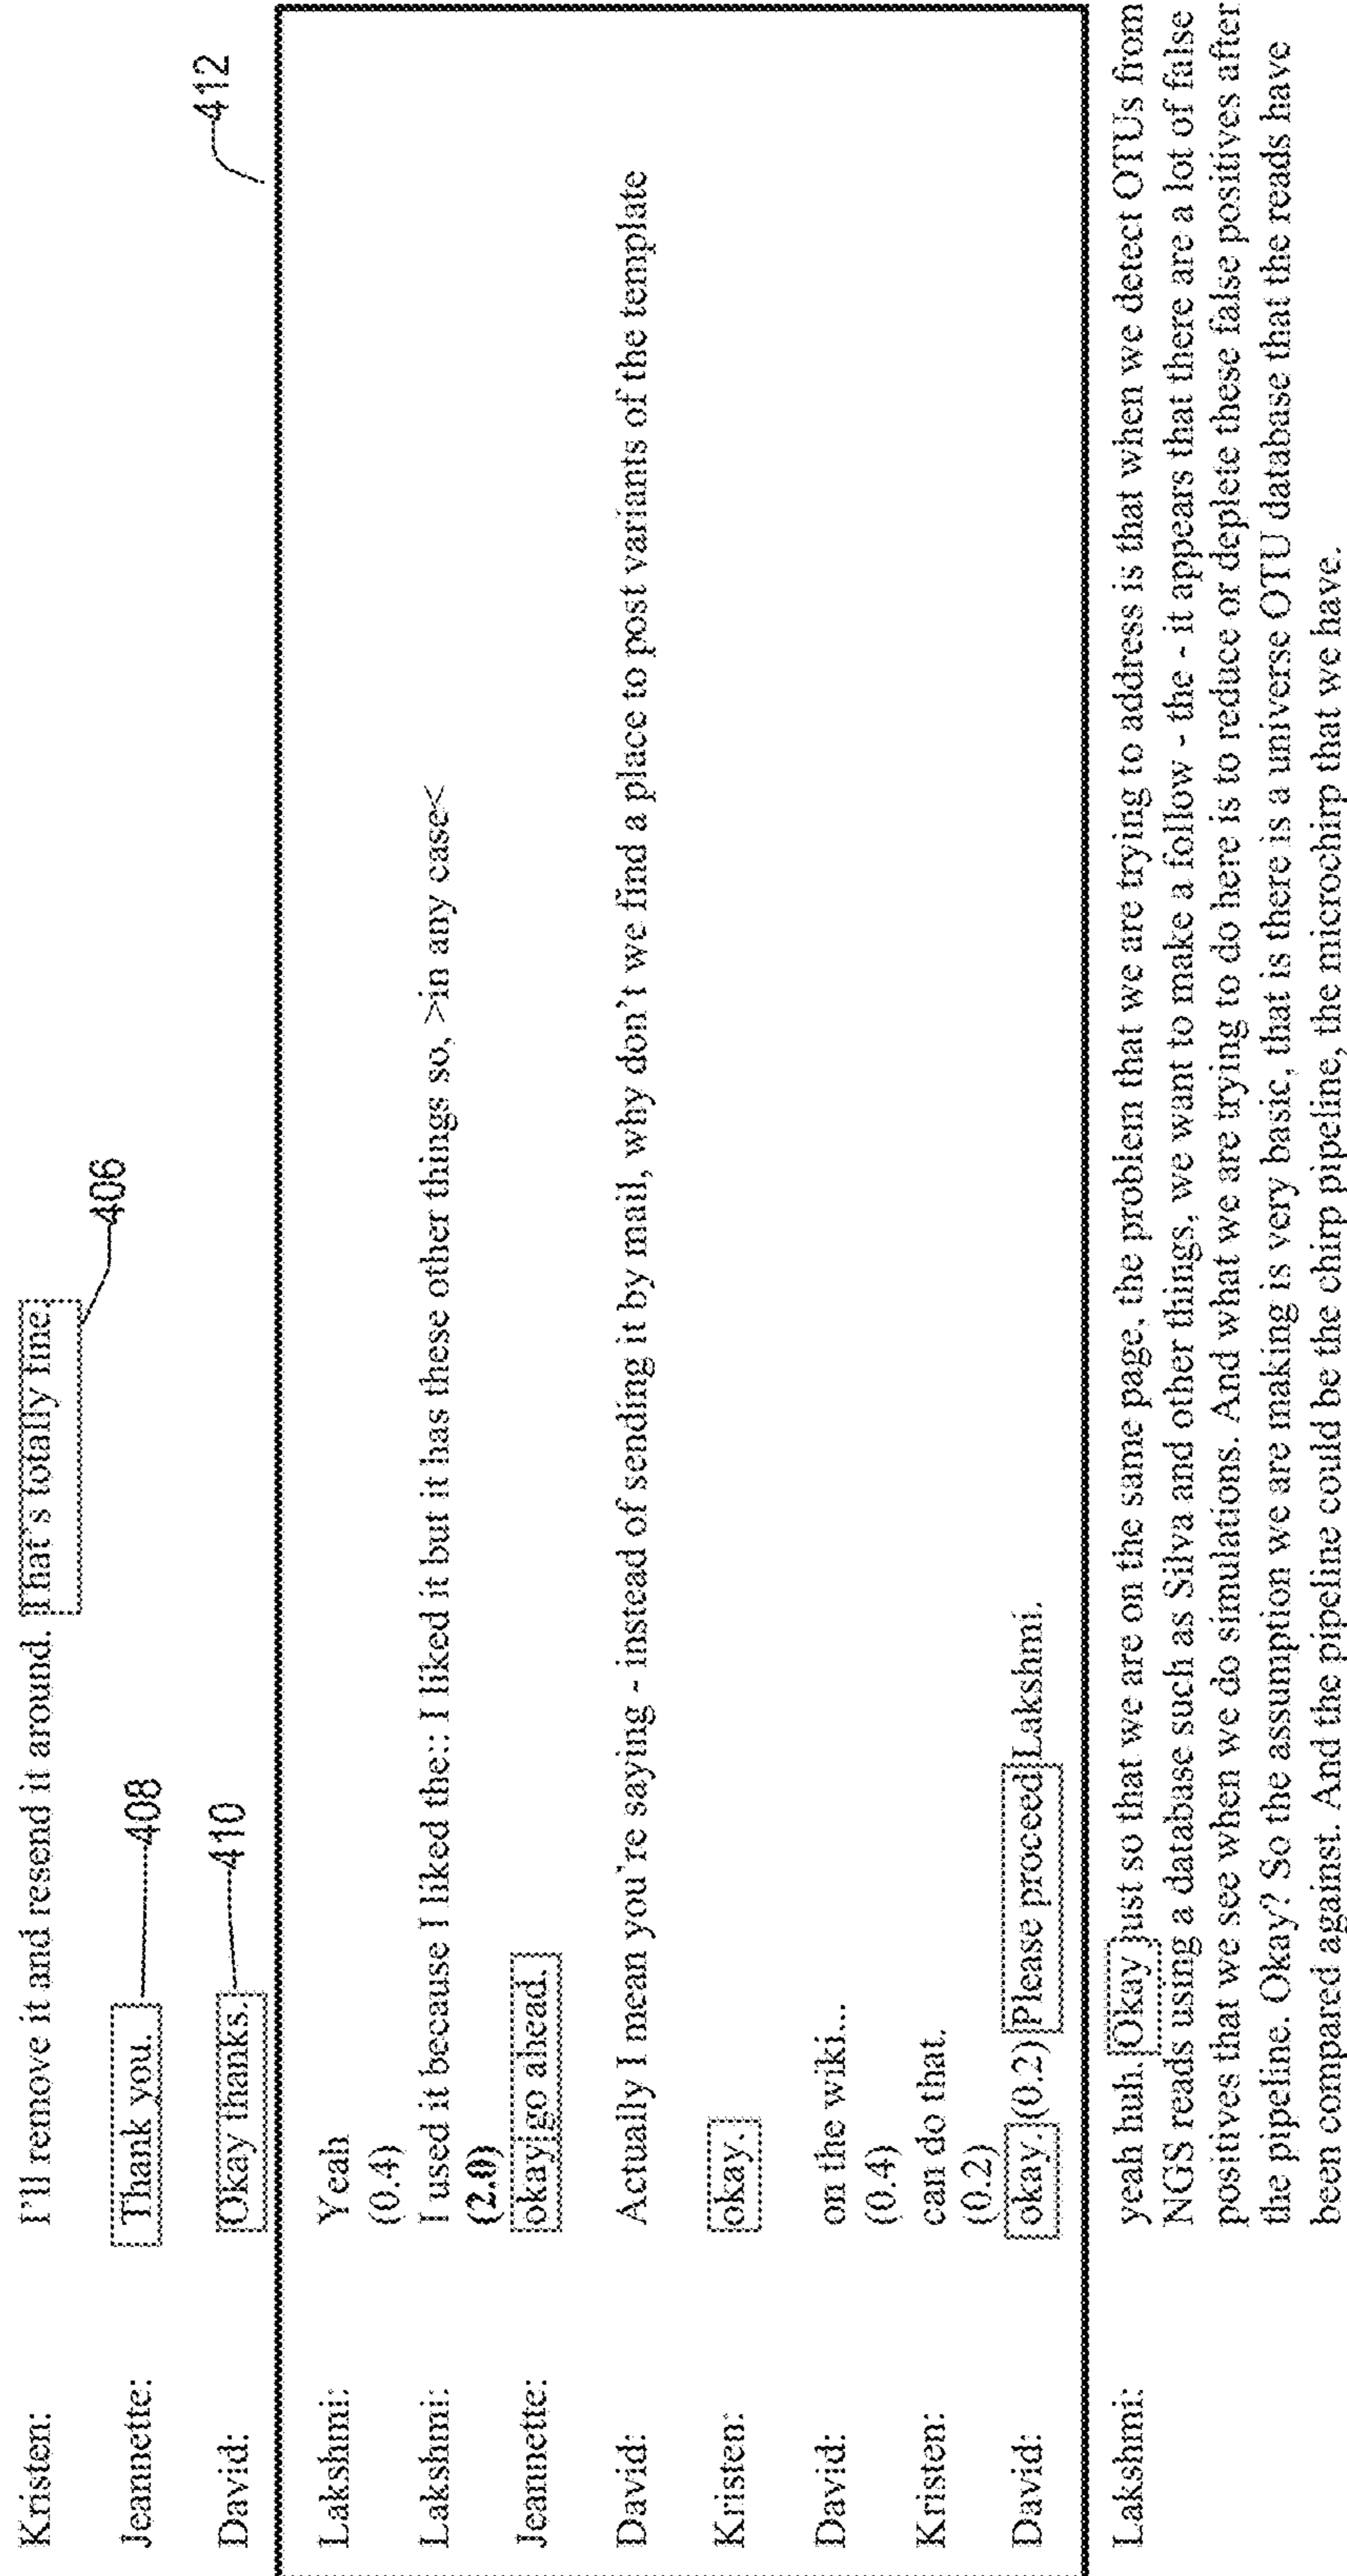 Kristen: I'll remove it and resend it around. That's totally fine.
406
Jeannette: Thank you.
408
David: Okay thanks.
410
412
Lakshmi: Yeah
(0.4)
Lakshmi: I used it because I liked the:: I liked it but it has these other things so, >in any case<
(2.0)
Jeannette: okay go ahead.
David: Actually I mean you're saying - instead of sending it by mail, why don't we find a place to post variants of the template
Kristen: okay.
David: on the wiki...
(0.4)
Kristen: can do that.
(0.2)
David: okay. (0.2) Please proceed Lakshmi.
Lakshmi: yeah huh. Okay just so that we are on the same page, the problem that we are trying to address is that when we detect OTUs from
NGS reads using a database such as Silva and other things, we want to make a follow - the - it appears that there are a lot of false
positives that we see when we do simulations. And what we are trying to do here is to reduce or deplete these false positives after
the pipeline. Okay? So the assumption we are making is very basic, that is there is a universe OTU database that the reads have
been compared against. And the pipeline could be the chirp pipeline, the microchirp that we have.